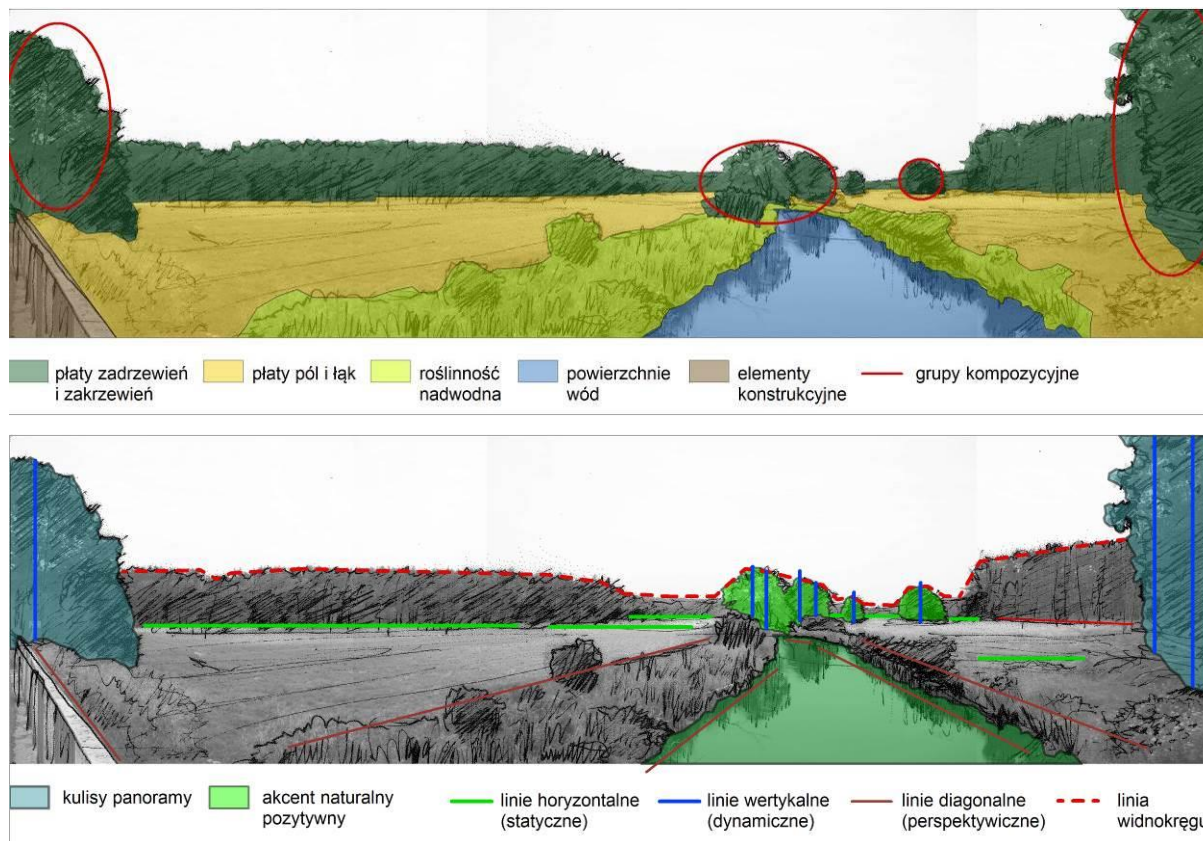 płaty zadrzewień
i zakrzewień
płaty pól i łąk
roślinność
nadwodna
powierzchnie
wód
elementy
konstrukcyjne
grupy kompozycyjne
kulisy panoramy
akcent naturalny
pozytywny
linie horyzontalne
(statyczne)
linie wertykalne
(dynamiczne)
linie diagonalne
(perspektywiczne)
linia
widnokręgu